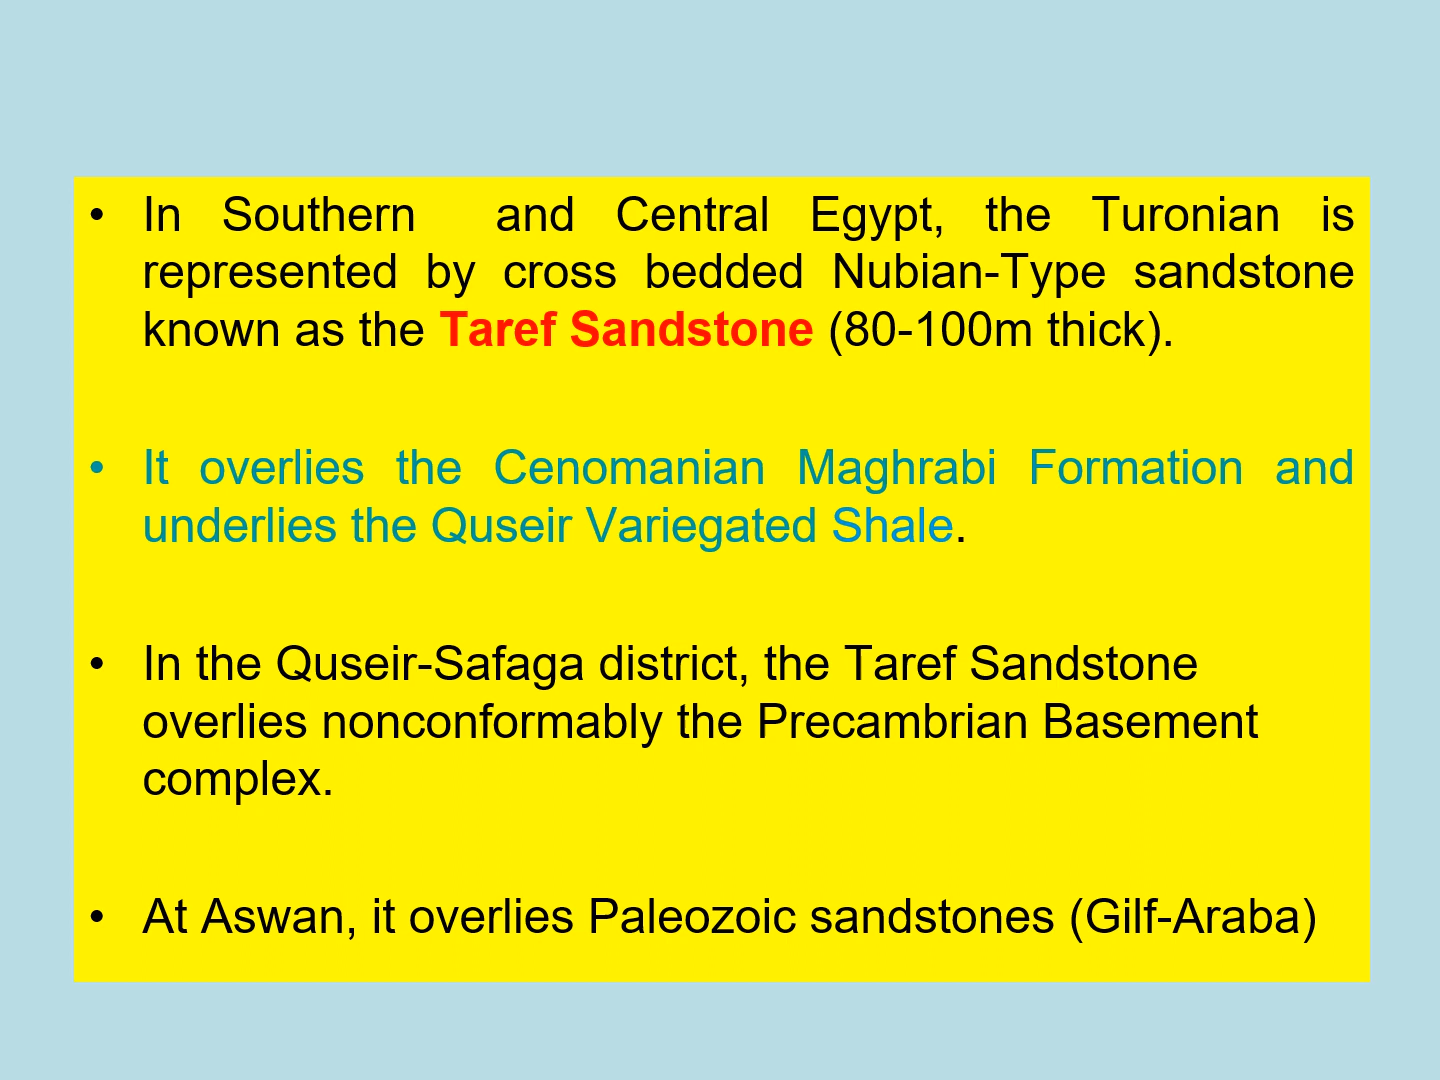 • In Southern and Central Egypt, the Turonian is
represented by cross bedded Nubian-Type sandstone
known as the Taref Sandstone (80-100m thick).
• It overlies the Cenomanian Maghrabi Formation and
underlies the Quseir Variegated Shale.
• In the Quseir-Safaga district, the Taref Sandstone
overlies nonconformably the Precambrian Basement
complex.
• At Aswan, it overlies Paleozoic sandstones (Gilf-Araba)